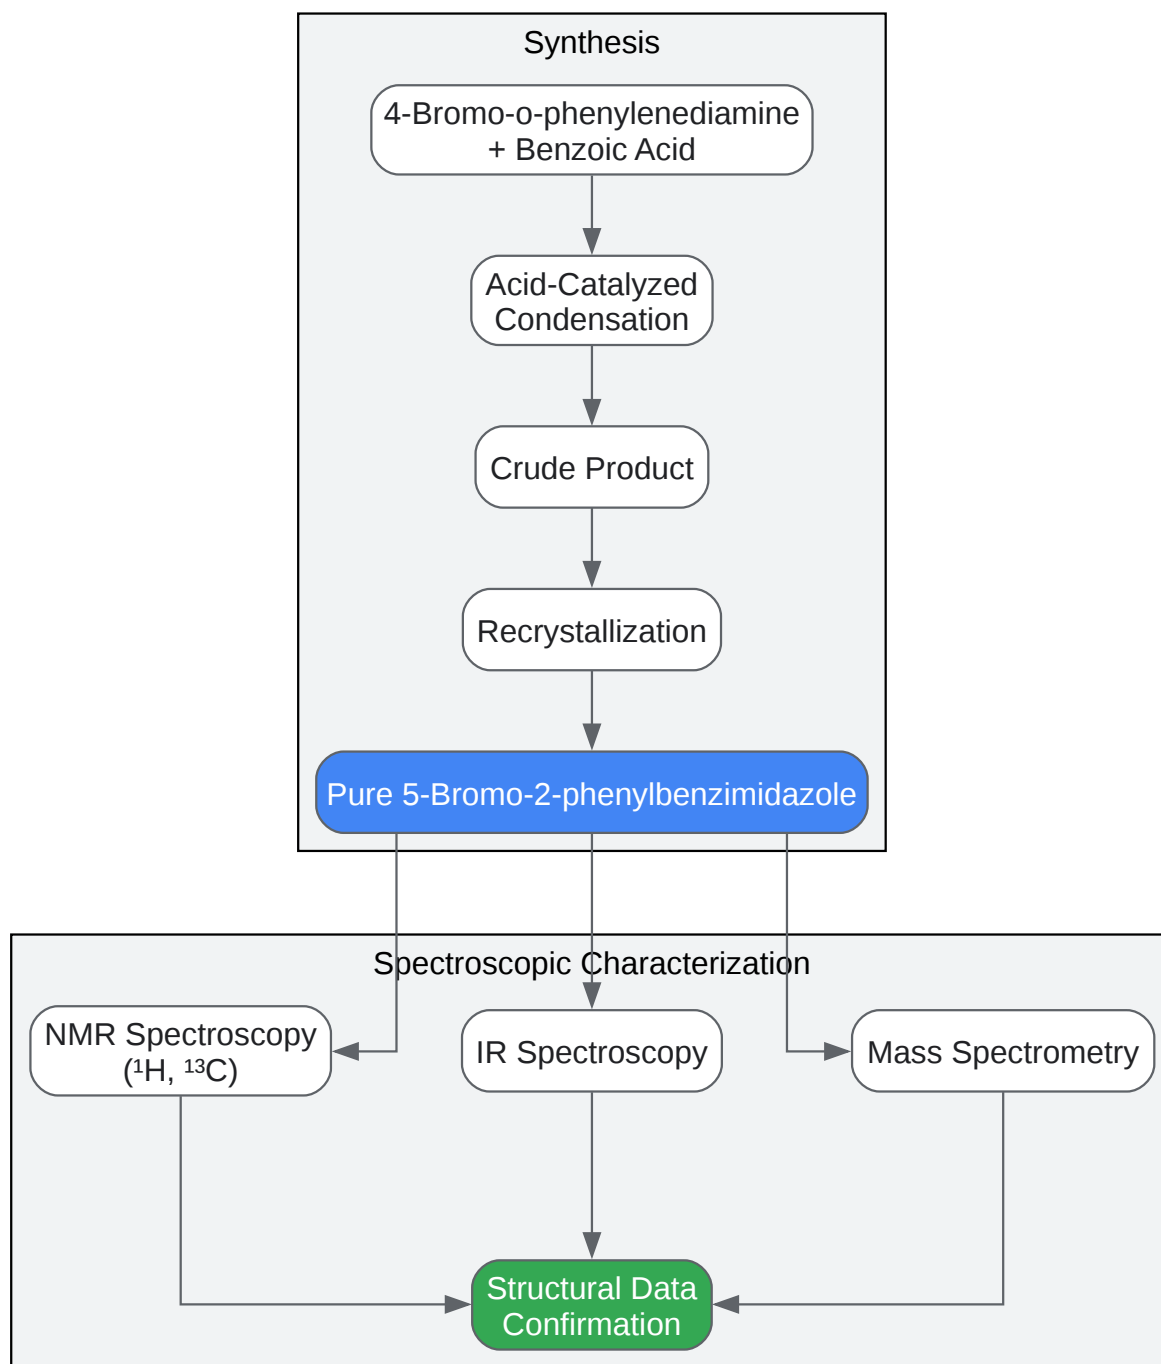 Synthesis
4-Bromo-o-phenylenediamine
+ Benzoic Acid
Acid-Catalyzed
Condensation
Crude Product
Recrystallization
Pure 5-Bromo-2-phenylbenzimidazole
Spectroscopic Characterization
NMR Spectroscopy
(¹H, ¹³C)
IR Spectroscopy
Mass Spectrometry
Structural Data
Confirmation